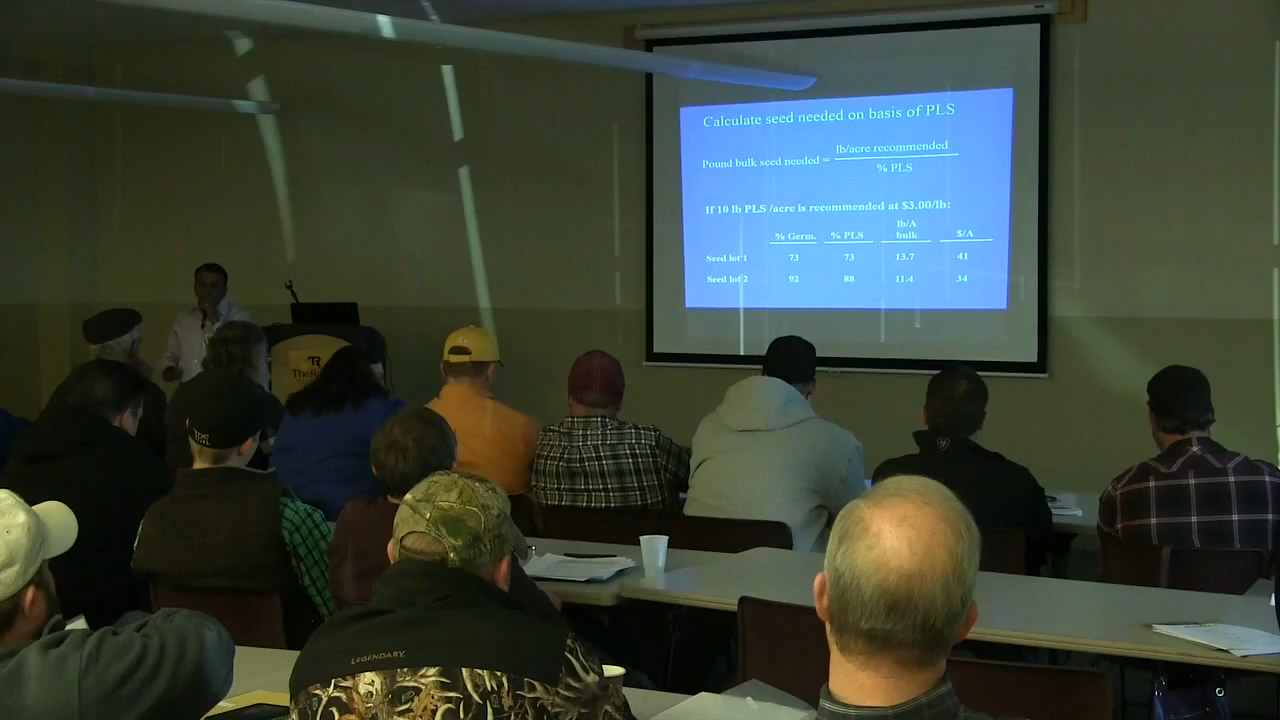 Calculate seed needed on basis of PLS
Pound bulk seed needed = lb/acre recommended
% PLS
If 10 lb PLS /acre is recommended at $3.00/lb:
% Germ. % PLS lb/A bulk $/A
Seed lot 1 73 73 13.7 41
Seed lot 2 92 88 11.4 34
TR
LEGENDARY